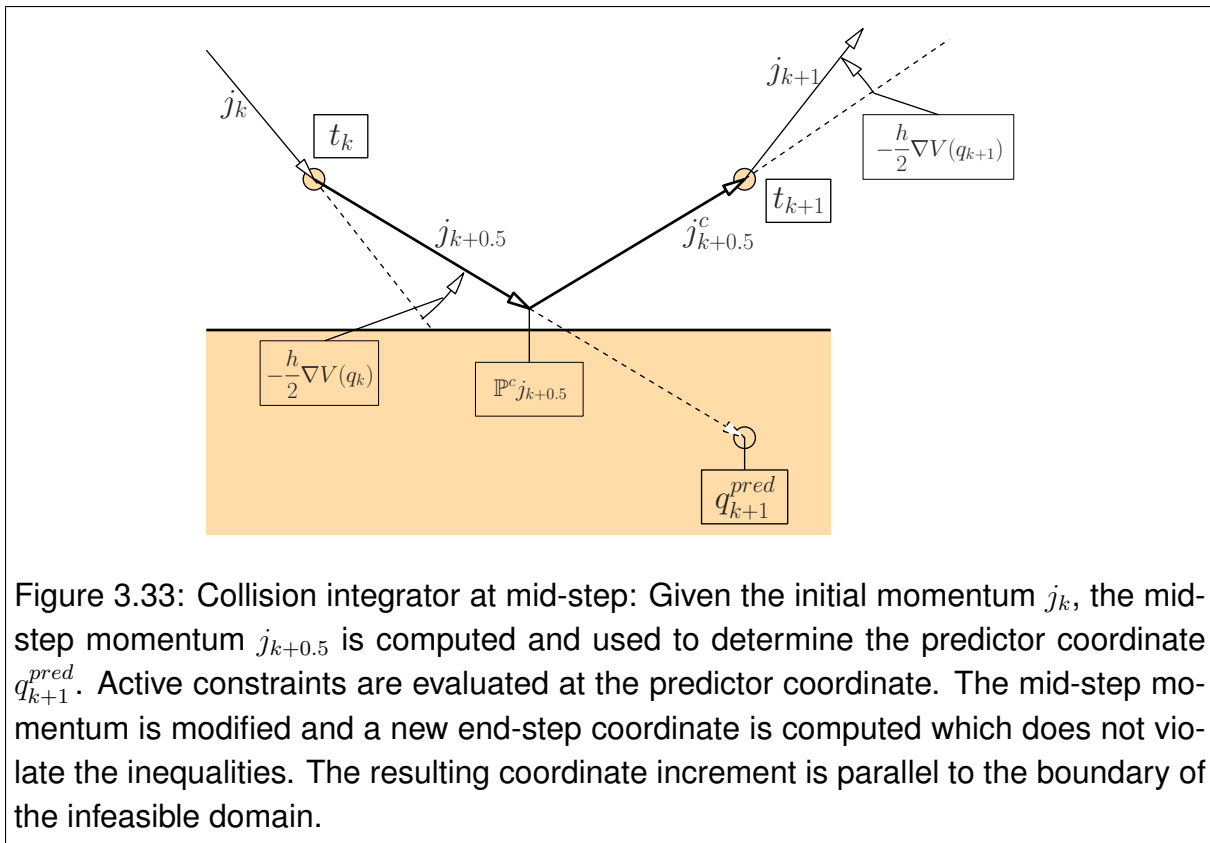 j_{k+1}
j_k
t_k
-\frac{h}{2}∇V(q_{k+1})
t_{k+1}
j_{k+0.5}
j^c_{k+0.5}
-\frac{h}{2}∇V(q_k)
ℙ^c j_{k+0.5}
q^{pred}_{k+1}
Figure 3.33: Collision integrator at mid-step: Given the initial momentum j_k, the mid-
step momentum j_{k+0.5} is computed and used to determine the predictor coordinate
q^{pred}_{k+1}. Active constraints are evaluated at the predictor coordinate. The mid-step mo-
mentum is modified and a new end-step coordinate is computed which does not vio-
late the inequalities. The resulting coordinate increment is parallel to the boundary of
the infeasible domain.